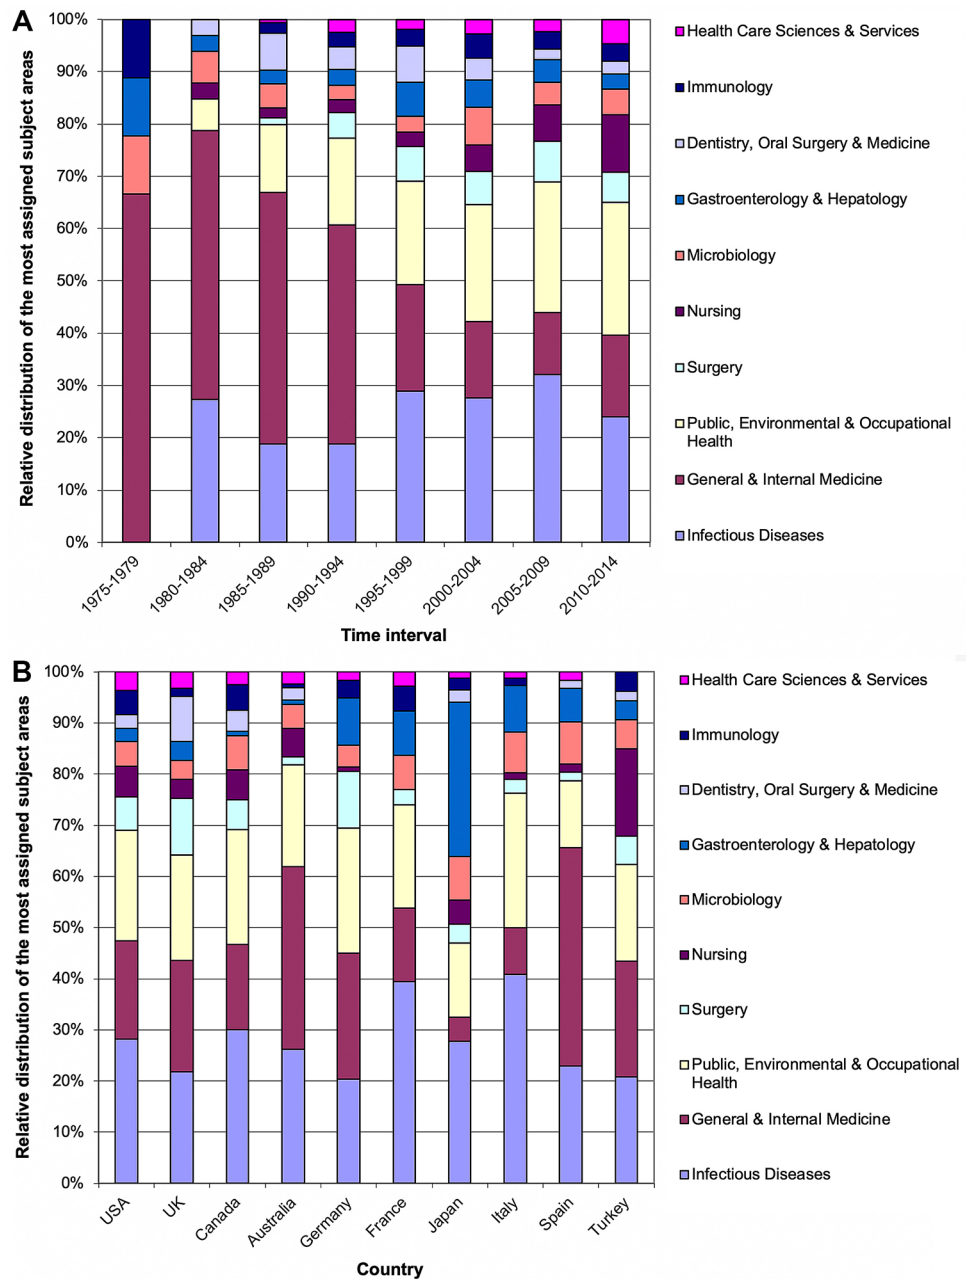 A
Relative distribution of the most assigned subject areas
100%
90%
80%
70%
60%
50%
40%
30%
20%
10%
0%
1975-1979
1980-1984
1985-1989
1990-1994
1995-1999
2000-2004
2005-2009
2010-2014
Time interval
Health Care Sciences & Services
Immunology
Dentistry, Oral Surgery & Medicine
Gastroenterology & Hepatology
Microbiology
Nursing
Surgery
Public, Environmental & Occupational
Health
General & Internal Medicine
Infectious Diseases
B
Relative distribution of the most assigned subject areas
100%
90%
80%
70%
60%
50%
40%
30%
20%
10%
0%
USA
UK
Canada
Australia
Germany
France
Japan
Italy
Spain
Turkey
Country
Health Care Sciences & Services
Immunology
Dentistry, Oral Surgery & Medicine
Gastroenterology & Hepatology
Microbiology
Nursing
Surgery
Public, Environmental & Occupational
Health
General & Internal Medicine
Infectious Diseases